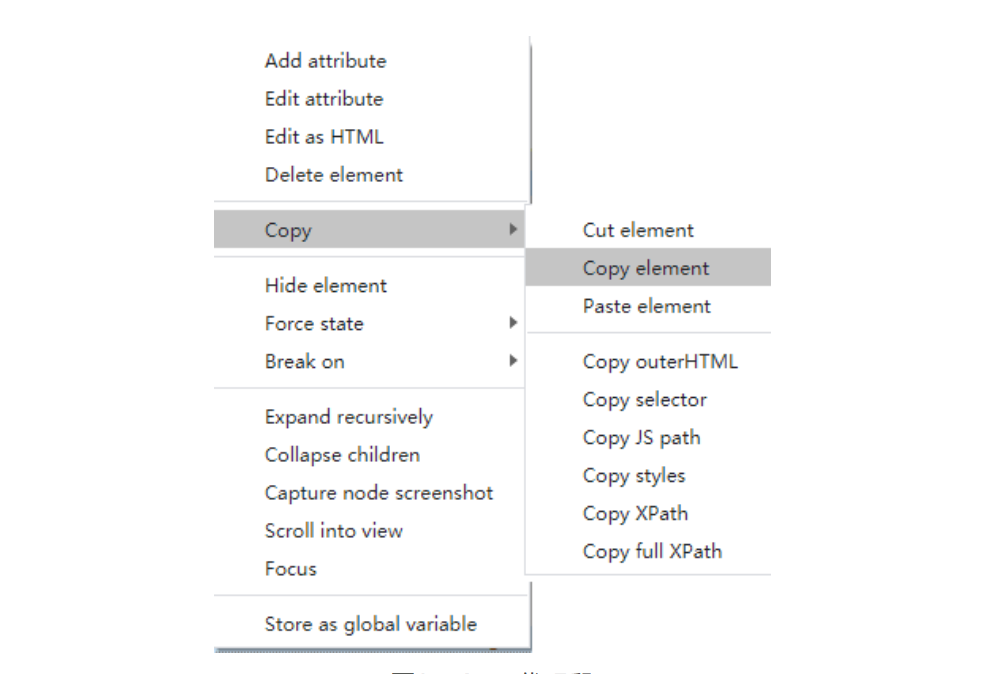 Add attribute
Edit attribute
Edit as HTML
Delete element
Copy
Hide element
Force state
Break on
Expand recursively
Collapse children
Capture node screenshot
Scroll into view
Focus
Store as global variable
Cut element
Copy element
Paste element
Copy outerHTML
Copy selector
Copy JS path
Copy styles
Copy XPath
Copy full XPath